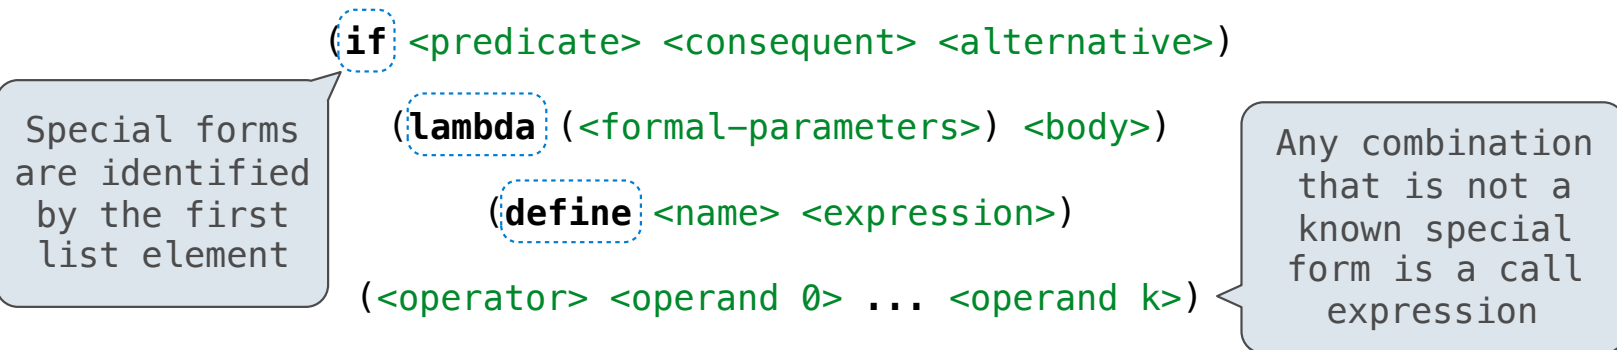 (if <predicate> <consequent> <alternative>)
Special forms
are identified
by the first
list element
(lambda (<formal-parameters>) <body>)
(define <name> <expression>)
(<operator> <operand 0> ... <operand k>)
Any combination
that is not a
known special
form is a call
expression